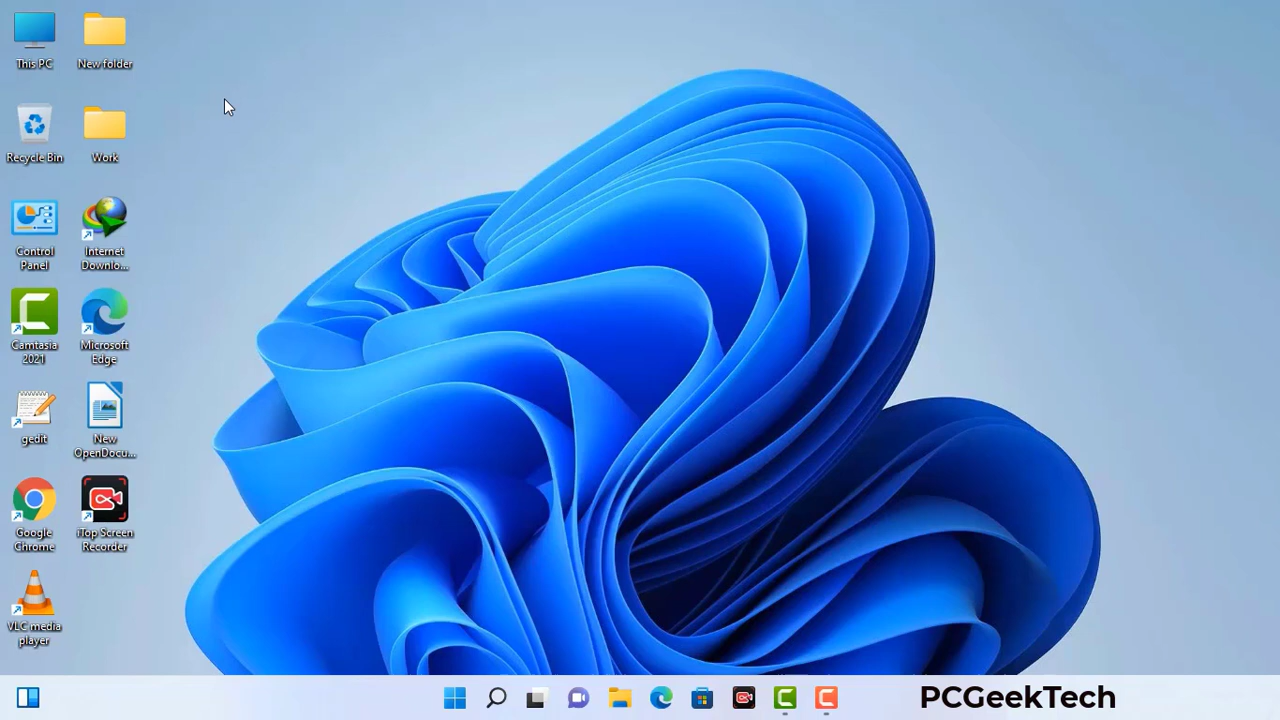 This PC
New folder
Recycle Bin
Work
Control
Panel
Internet
Downlo...
Camtasia
2021
Microsoft
Edge
gedit
New
OpenDocu...
Google
Chrome
iTop Screen
Recorder
VLC media
player
PCGeekTech